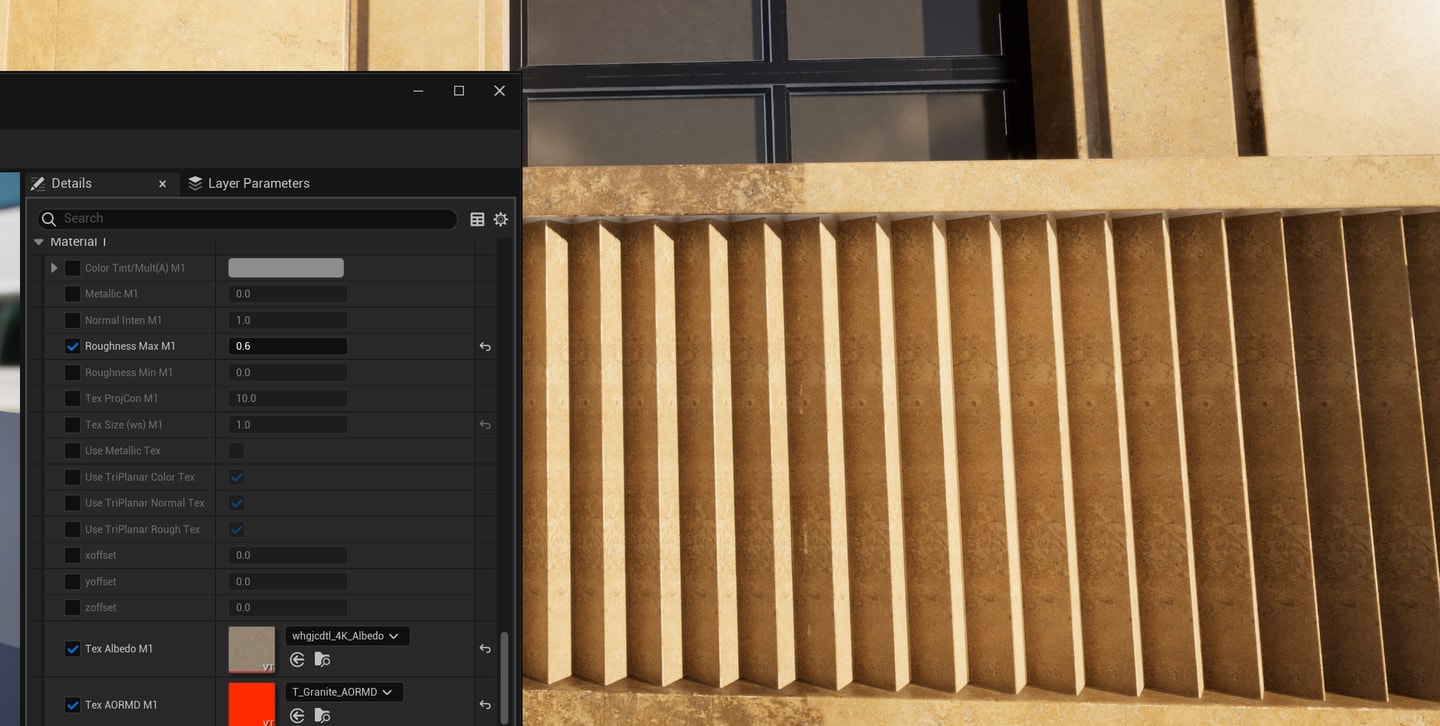 Details
Layer Parameters
Search
Material 1
Color Tint/Mult(A) M1
Metallic M1 0.0
Normal Inten M1 1.0
Roughness Max M1 0.6
Roughness Min M1 0.0
Tex ProjCon M1 10.0
Tex Size (ws) M1 1.0
Use Metallic Tex
Use TriPlanar Color Tex
Use TriPlanar Normal Tex
Use TriPlanar Rough Tex
xoffset 0.0
yoffset 0.0
zoffset 0.0
whgjcdtl_4K_Albedo
Tex Albedo M1
VT
T_Granite_AORMD
Tex AORMD M1
VT